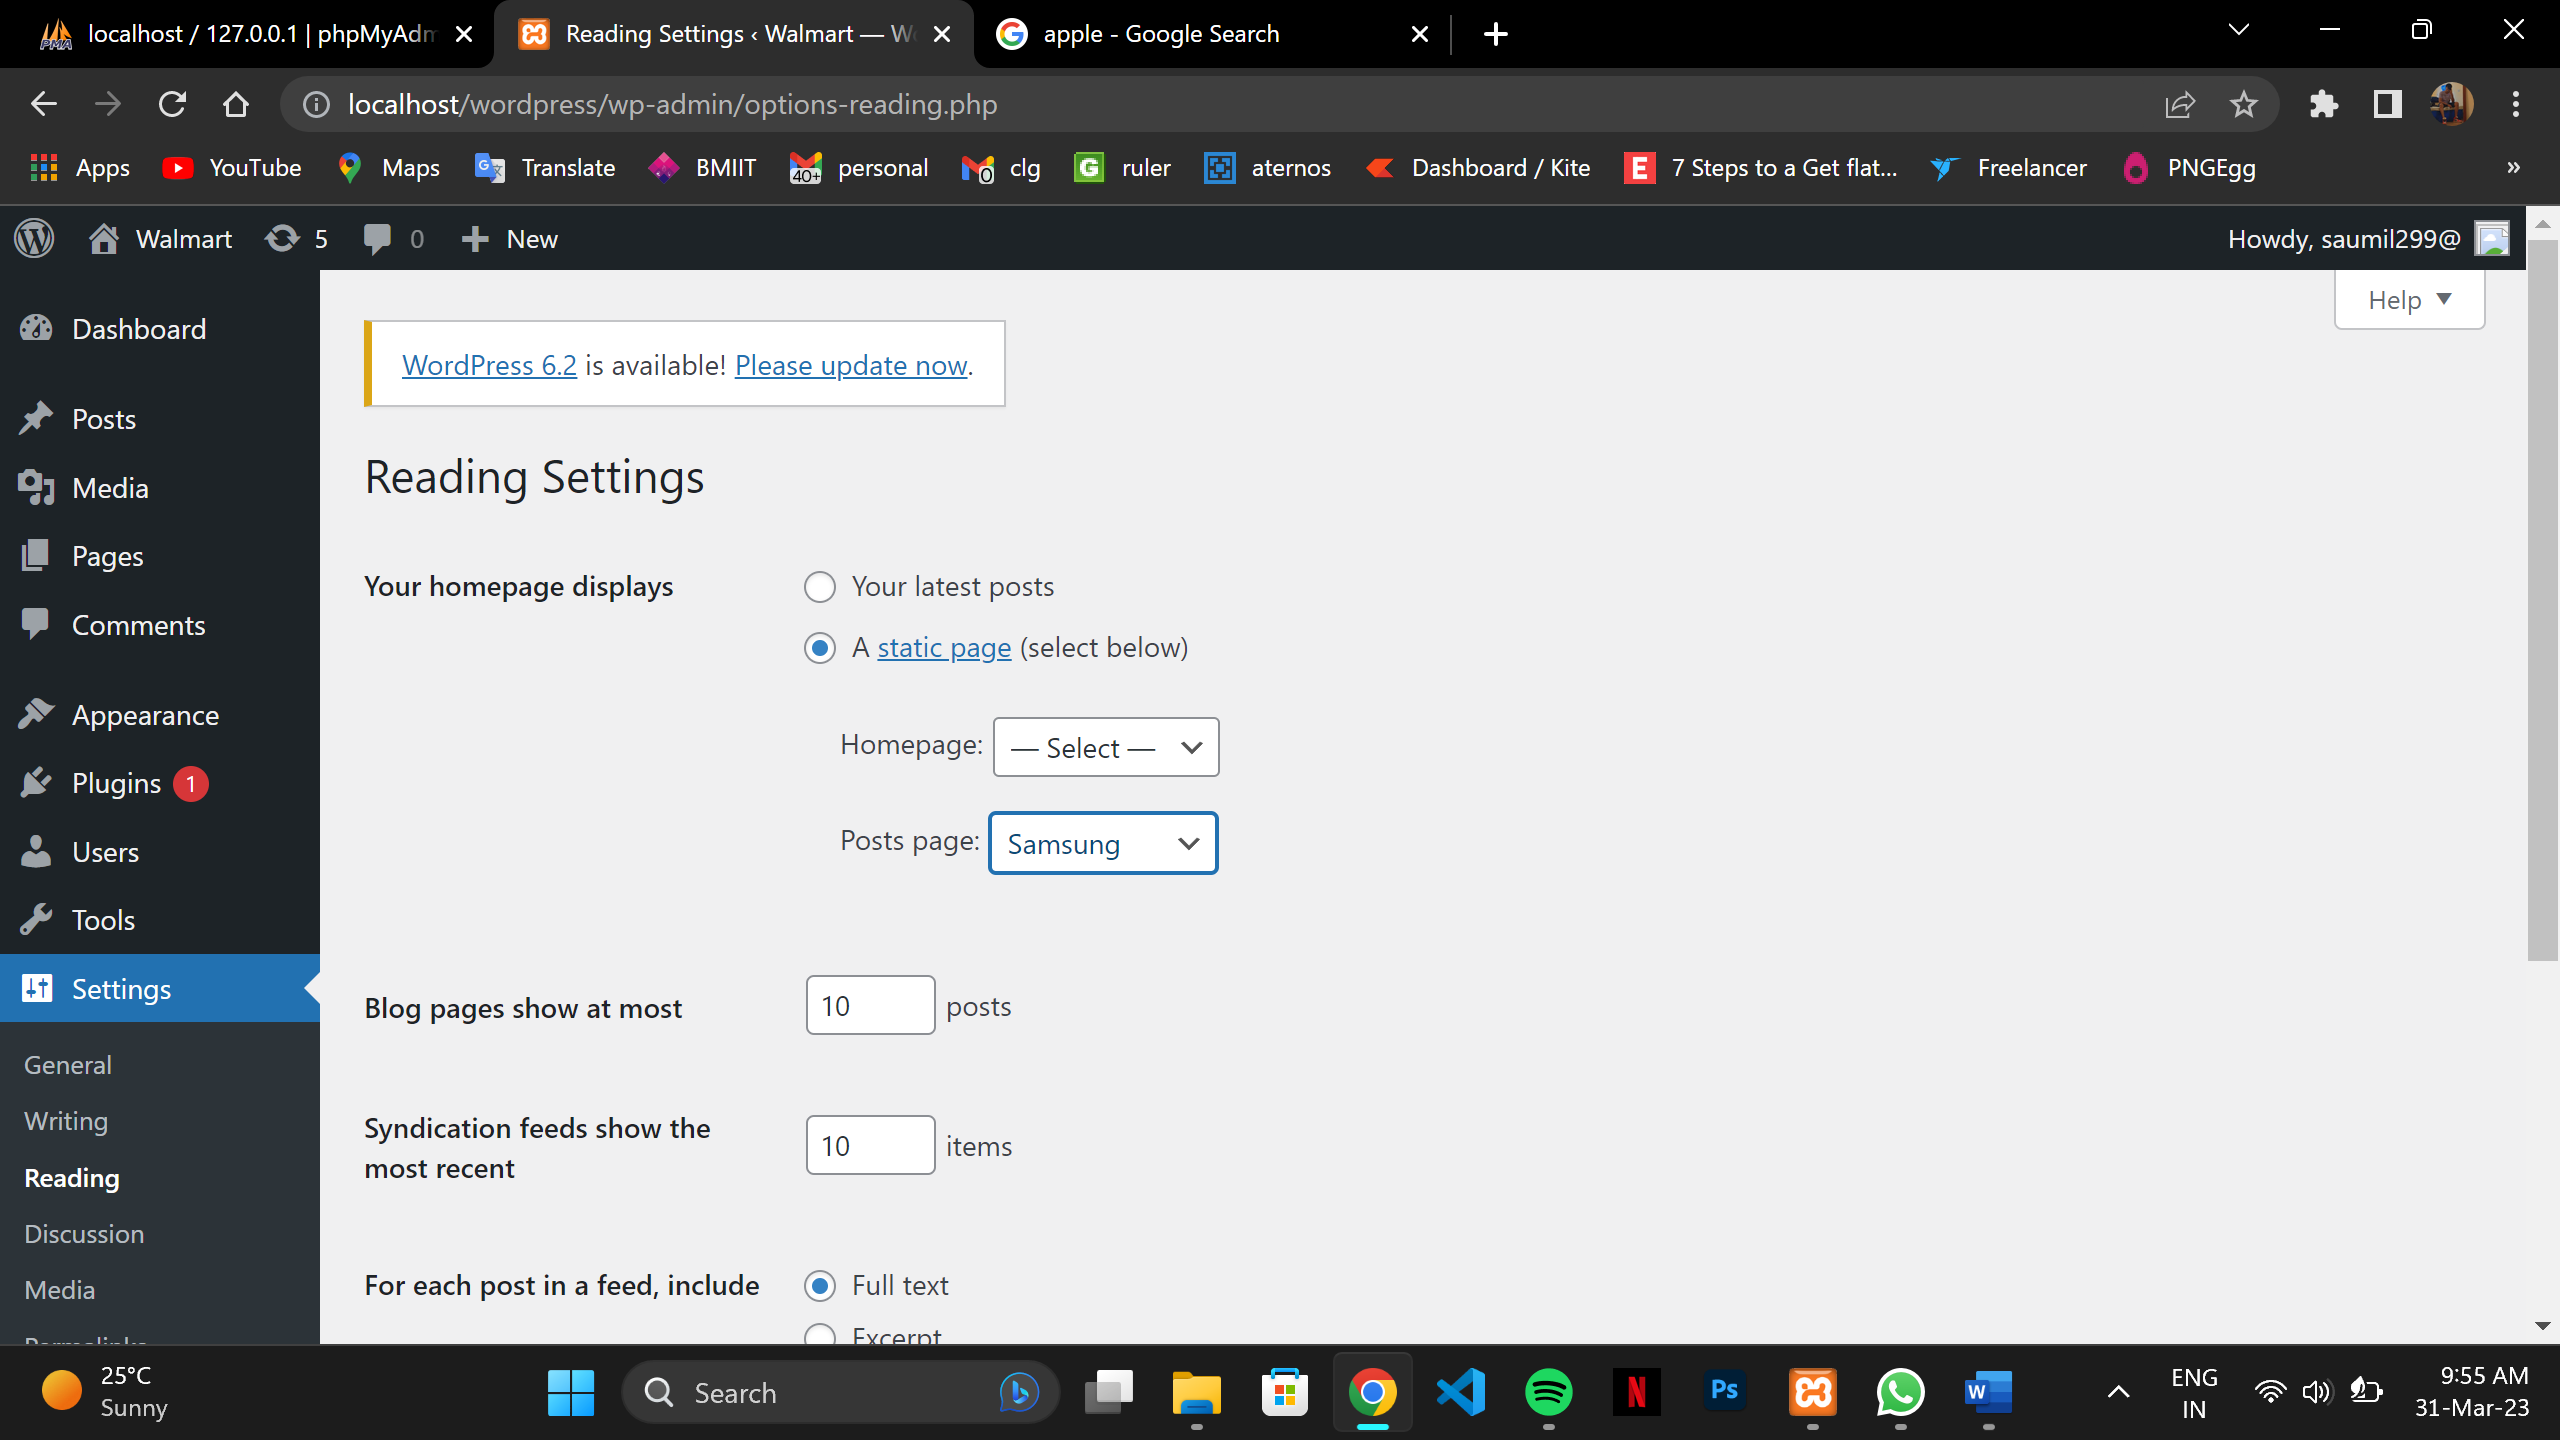 localhost / 127.0.0.1 | phpMyAdm
Reading Settings ‹ Walmart — Wo
apple - Google Search
localhost/wordpress/wp-admin/options-reading.php
Apps YouTube Maps Translate BMIIT 40+ personal 0 clg ruler aternos Dashboard / Kite 7 Steps to a Get flat... Freelancer PNGEgg »
Walmart 5 0 New Howdy, saumil299@
Help
Dashboard
Posts
Media
Pages
Comments
Appearance
Plugins 1
Users
Tools
Settings
General
Writing
Reading
Discussion
Media
Permalinks
WordPress 6.2 is available! Please update now.
Reading Settings
Your homepage displays
Your latest posts
A static page (select below)
Homepage: — Select —
Posts page: Samsung
Blog pages show at most 10 posts
Syndication feeds show the
most recent
10 items
For each post in a feed, include
Full text
Excerpt
25°C
Sunny
Search
Ps
N
W
ENG
IN
9:55 AM
31-Mar-23